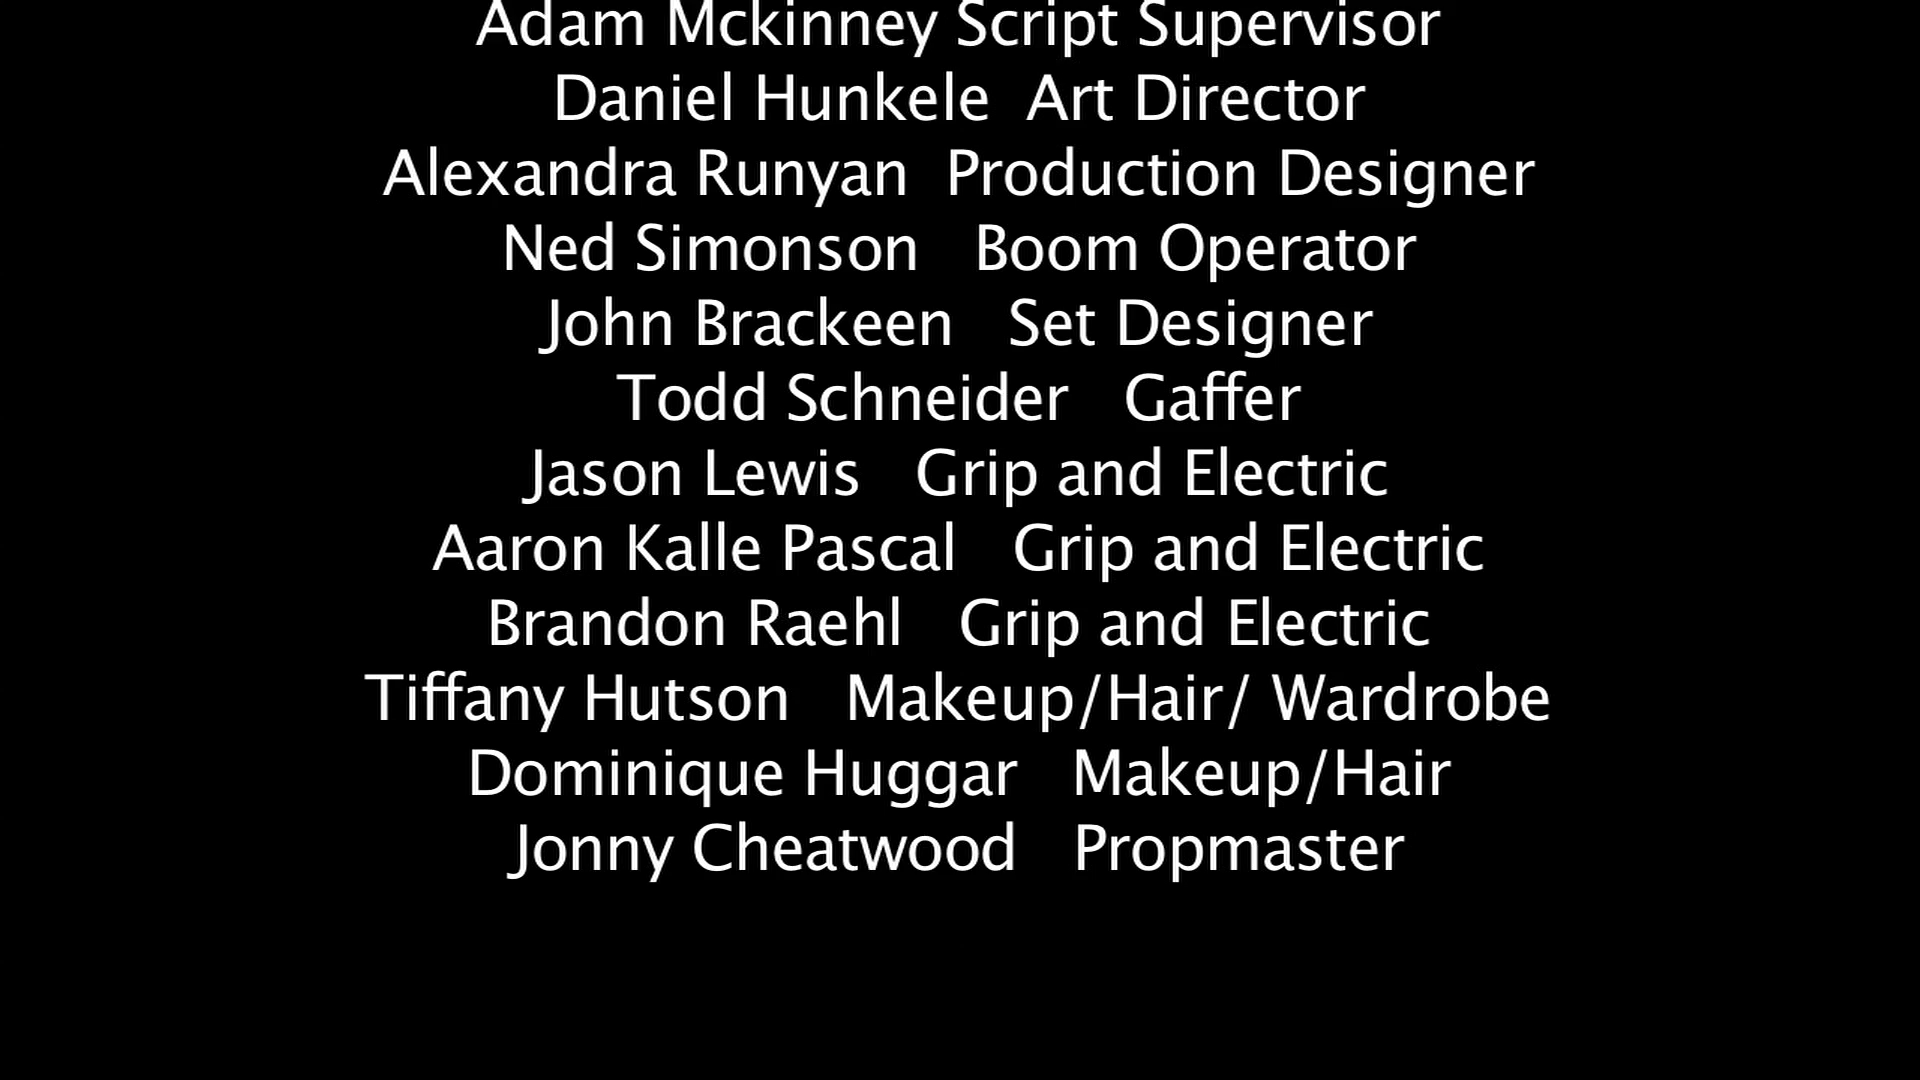 Adam Mckinney Script Supervisor
Daniel Hunkele Art Director
Alexandra Runyan Production Designer
Ned Simonson Boom Operator
John Brackeen Set Designer
Todd Schneider Gaffer
Jason Lewis Grip and Electric
Aaron Kalle Pascal Grip and Electric
Brandon Raehl Grip and Electric
Tiffany Hutson Makeup/Hair/ Wardrobe
Dominique Huggar Makeup/Hair
Jonny Cheatwood Propmaster